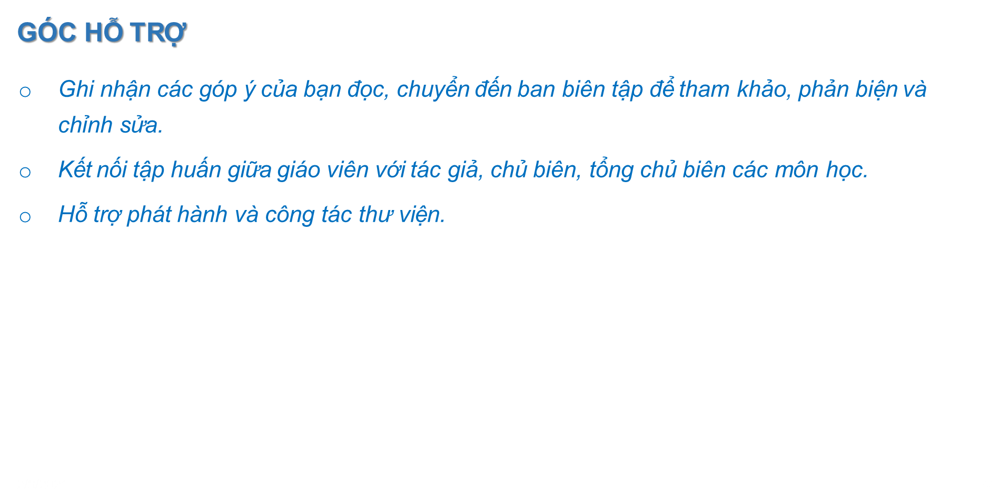 GÓC HỖ TRỢ
o Ghi nhận các góp ý của bạn đọc, chuyển đến ban biên tập để tham khảo, phản biện và
chỉnh sửa.
o Kết nối tập huấn giữa giáo viên với tác giả, chủ biên, tổng chủ biên các môn học.
o Hỗ trợ phát hành và công tác thư viện.